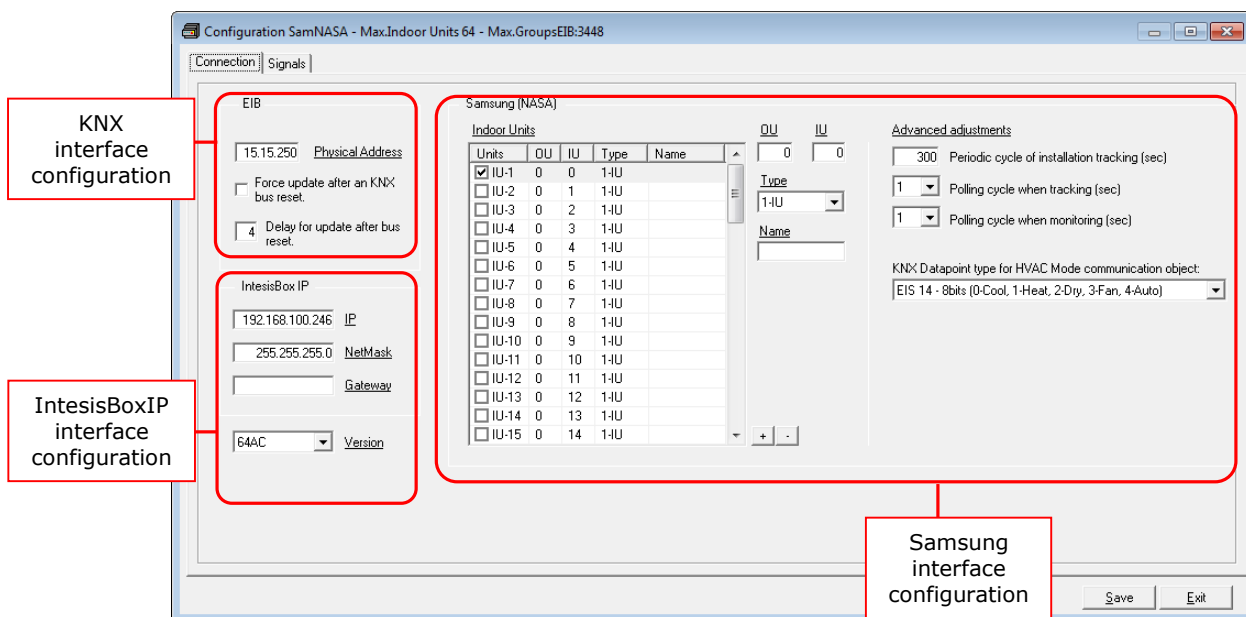 Configuration SamNASA - Max.Indoor Units 64 - Max.GroupsEIB:3448
Connection Signals
KNX
interface
configuration
EIB
15.15.250 Physical Address
Force update after an KNX
bus reset.
4 Delay for update after bus
reset.
IntesisBoxIP
interface
configuration
IntesisBox IP
192.168.100.246 IP
255.255.255.0 NetMask
Gateway
64AC Version
Samsung (NASA)
Indoor Units
Units OU IU Type Name
IU-1 0 0 1-IU
IU-2 0 1 1-IU
IU-3 0 2 1-IU
IU-4 0 3 1-IU
IU-5 0 4 1-IU
IU-6 0 5 1-IU
IU-7 0 6 1-IU
IU-8 0 7 1-IU
IU-9 0 8 1-IU
IU-10 0 9 1-IU
IU-11 0 10 1-IU
IU-12 0 11 1-IU
IU-13 0 12 1-IU
IU-14 0 13 1-IU
IU-15 0 14 1-IU
OU IU
0 0
Type
1-IU
Name
+ -
Advanced adjustments
300 Periodic cycle of installation tracking (sec)
1 Polling cycle when tracking (sec)
1 Polling cycle when monitoring (sec)
KNX Datapoint type for HVAC Mode communication object:
EIS 14 - 8bits (0-Cool, 1-Heat, 2-Dry, 3-Fan, 4-Auto)
Samsung
interface
configuration
Save Exit